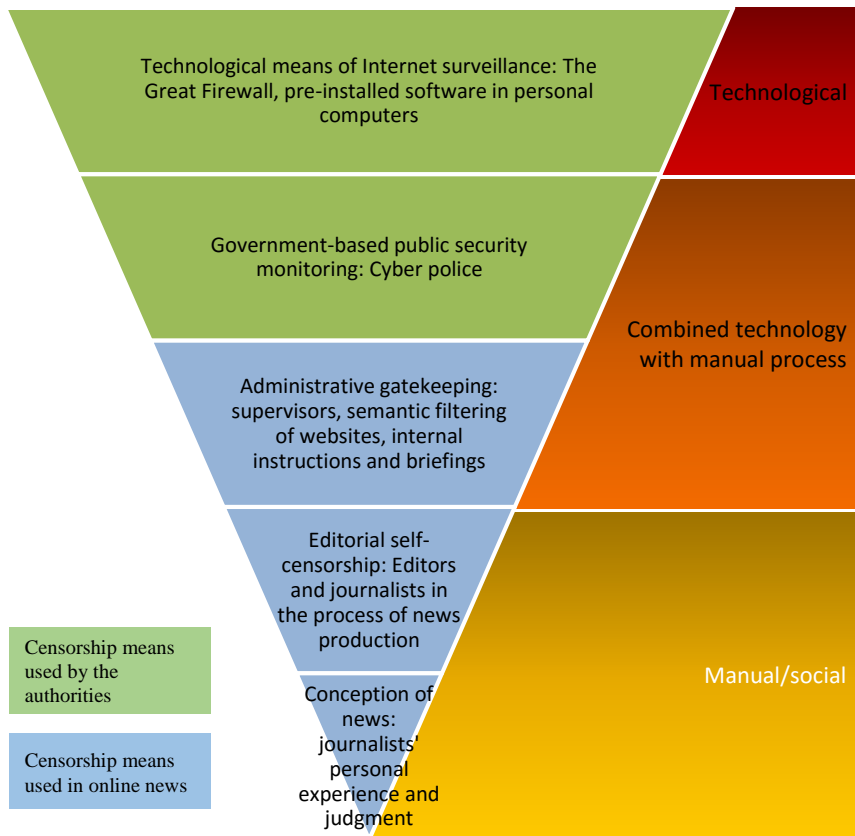 Technological means of Internet surveillance: The
Great Firewall, pre-installed software in personal
computers
Technological
Government-based public security
monitoring: Cyber police
Combined technology
with manual process
Administrative gatekeeping:
supervisors, semantic filtering
of websites, internal
instructions and briefings
Editorial self-
censorship: Editors
and journalists in
the process of news
production
Manual/social
Conception of
news:
journalists'
personal
experience and
judgment
Censorship means
used by the
authorities
Censorship means
used in online news